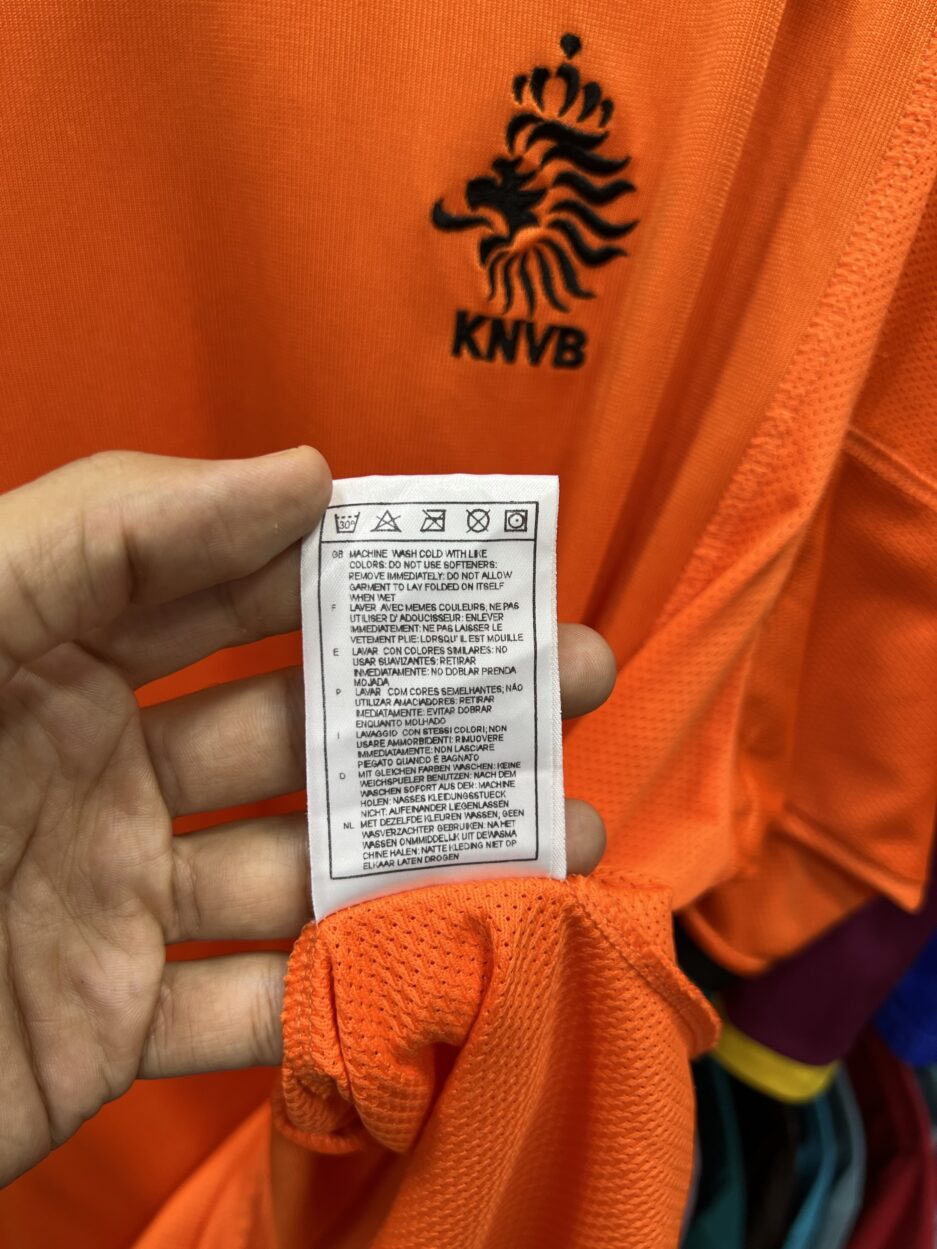 KNVB
30°
GB MACHINE WASH COLD WITH LIKE
COLORS: DO NOT USE SOFTENERS:
REMOVE IMMEDIATELY: DO NOT ALLOW
GARMENT TO LAY FOLDED ON ITSELF
WHEN WET
F LAVER AVEC MEMES COULEURS; NE PAS
UTILISER D'ADOUCISSEUR: ENLEVER
IMMEDIATEMENT: NE PAS LAISSER LE
VETEMENT PLIE: LORSQU'IL EST MOUILLE
E LAVAR CON COLORES SIMILARES: NO
USAR SUAVIZANTES: RETIRAR
INMEDIATAMENTE: NO DOBLAR PRENDA
MOJADA
P LAVAR COM CORES SEMELHANTES; NÃO
UTILIZAR AMACIADORES: RETIRAR
IMEDIATAMENTE: EVITAR DOBRAR
ENQUANTO MOLHADO
I LAVAGGIO CON STESSI COLORI; NON
USARE AMMORBIDENTI: RIMUOVERE
IMMEDIATAMENTE: NON LASCIARE
PIEGATO QUANDO È BAGNATO
D MIT GLEICHEN FARBEN WASCHEN: KEINE
WEICHSPUELER BENUTZEN: NACH DEM
WASCHEN SOFORT AUS DER: MACHINE
HOLEN: NASSES KLEIDUNGSSTUECK
NICHT: AUFEINANDER LIEGENLASSEN
NL MET DEZELFDE KLEUREN WASSEN; GEEN
WASVERZACHTER GEBRUIKEN: NA HET
WASSEN ONMMIDDELIJK UIT DEWASMA
CHINE HALEN: NATTE KLEDING NIET OP
ELKAAR LATEN DROGEN